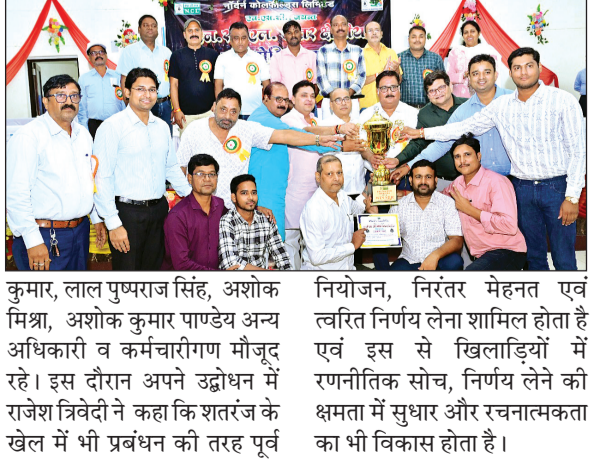 नॉर्दर्न कोलफील्ड्स लिमिटेड
कुमार, लाल पुष्पराज सिंह, अशोक
मिश्रा, अशोक कुमार पाण्डेय अन्य
अधिकारी व कर्मचारीगण मौजूद
रहे। इस दौरान अपने उद्बोधन में
राजेश त्रिवेदी ने कहा कि शतरंज के
खेल में भी प्रबंधन की तरह पूर्व
नियोजन, निरंतर मेहनत एवं
त्वरित निर्णय लेना शामिल होता है
एवं इस से खिलाड़ियों में
रणनीतिक सोच, निर्णय लेने की
क्षमता में सुधार और रचनात्मकता
का भी विकास होता है।